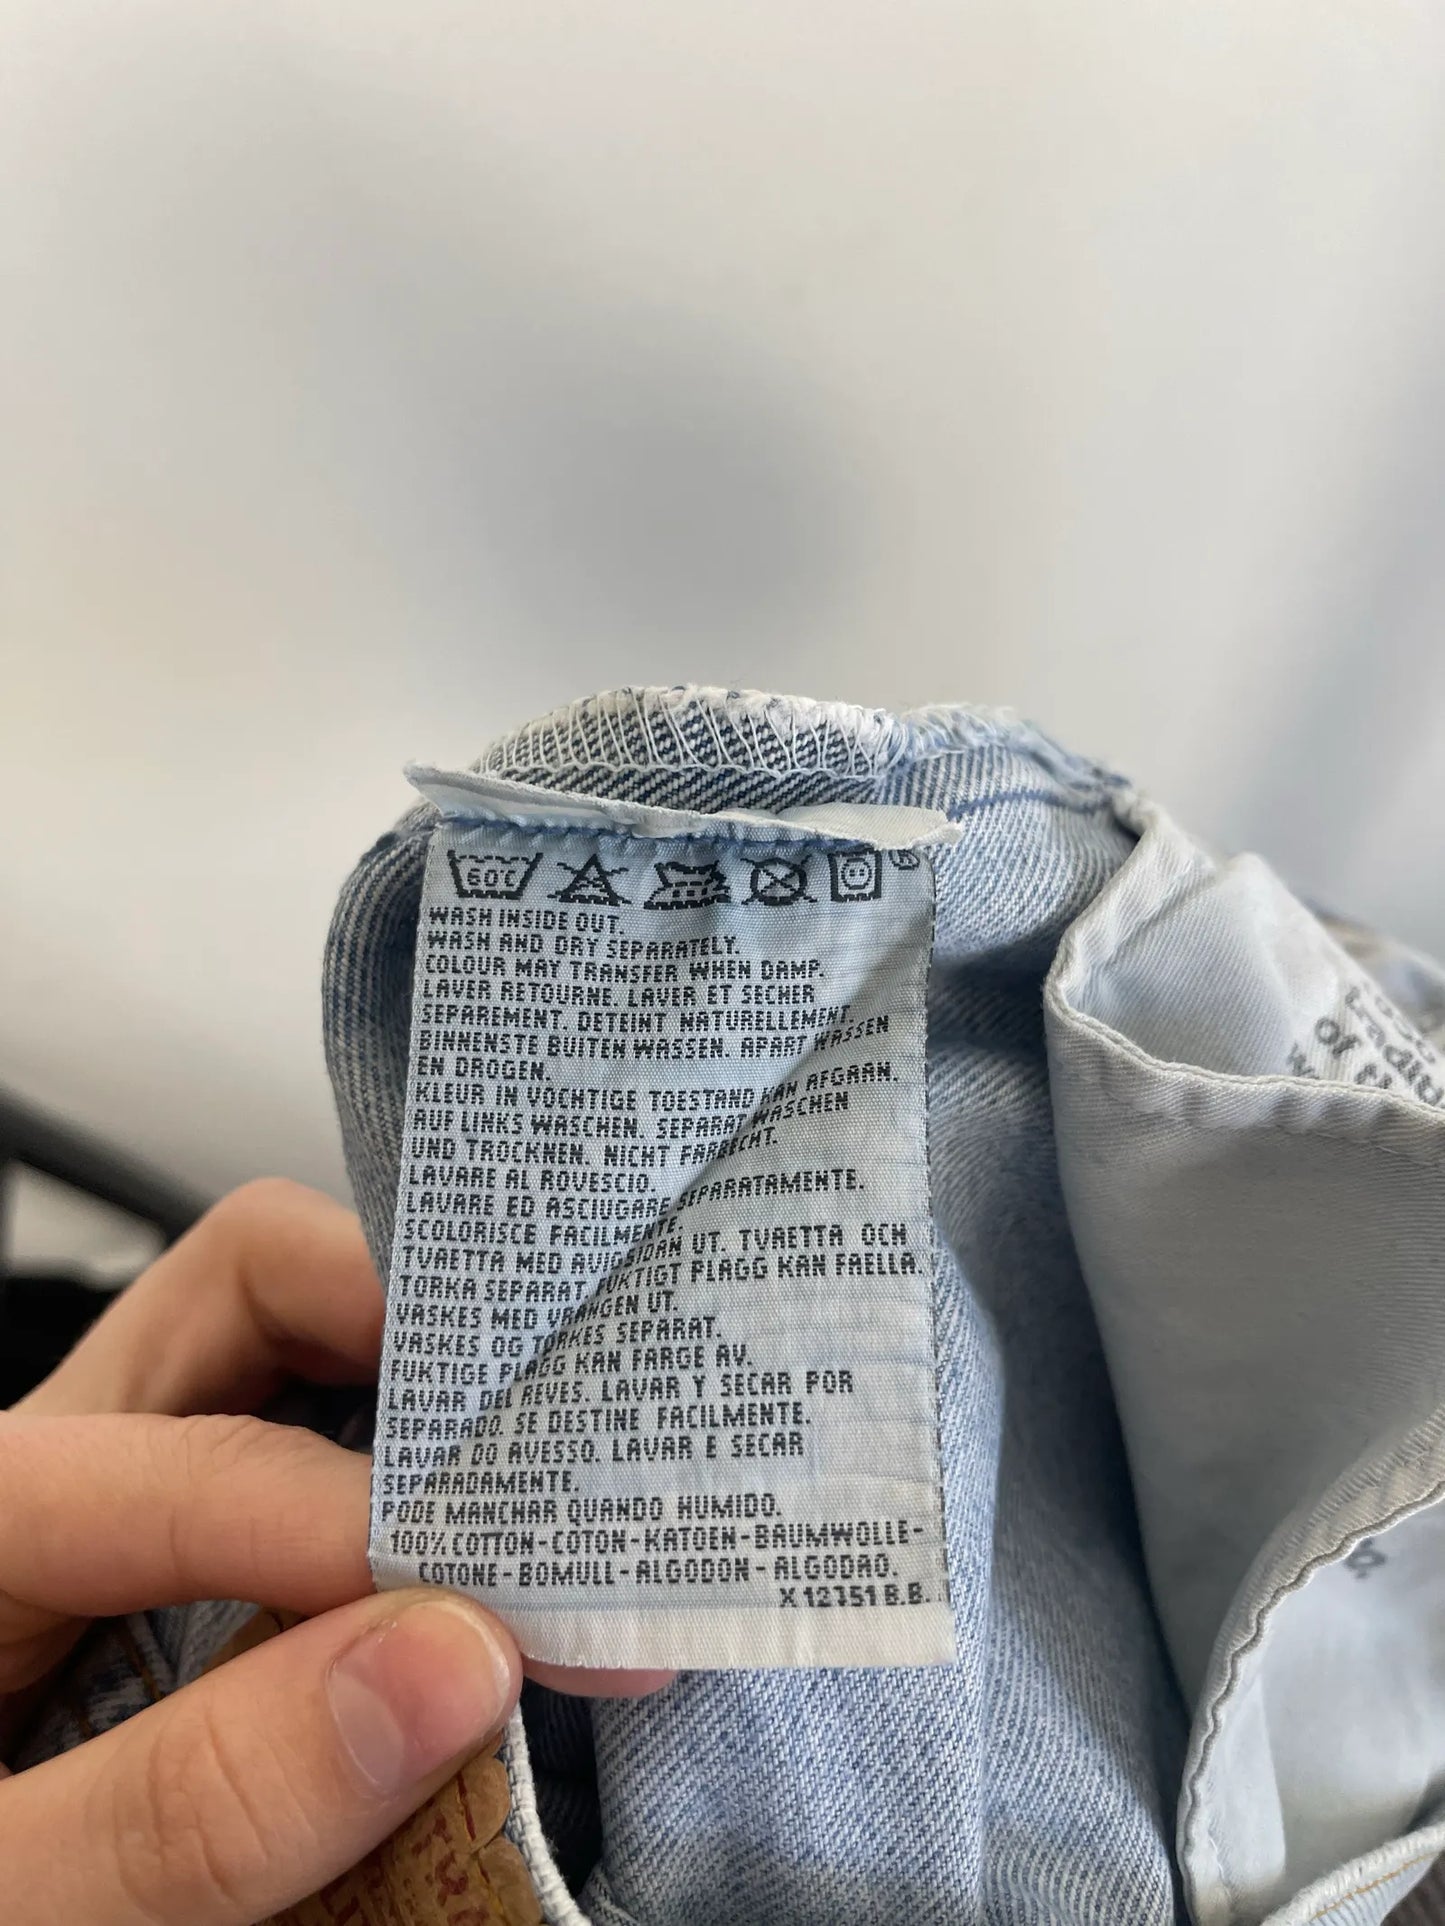 60°C
®
WASH INSIDE OUT.
WASH AND DRY SEPARATELY.
COLOUR MAY TRANSFER WHEN DAMP.
LAVER RETOURNE. LAVER ET SECHER
SEPAREMENT. DETEINT NATURELLEMENT.
BINNENSTE BUITEN WASSEN. APART WASSEN
EN DROGEN.
KLEUR IN VOCHTIGE TOESTAND KAN AFGAAN.
AUF LINKS WASCHEN. SEPARAT WASCHEN
UND TROCKNEN. NICHT FARBECHT.
LAVARE AL ROVESCIO.
LAVARE ED ASCIUGARE SEPARATAMENTE.
SCOLORISCE FACILMENTE.
TVAETTA MED AVIGSIDAN UT. TVAETTA OCH
TORKA SEPARAT. FUKTIGT PLAGG KAN FAELLA.
VASKES MED VRANGEN UT.
VASKES OG TORKES SEPARAT.
FUKTIGE PLAGG KAN FARGE AV.
LAVAR DEL REVES. LAVAR Y SECAR POR
SEPARADO. SE DESTINE FACILMENTE.
LAVAR DO AVESSO. LAVAR E SECAR
SEPARADAMENTE.
PODE MANCHAR QUANDO HUMIDO.
100% COTTON-COTON-KATOEN-BAUMWOLLE-
COTONE-BOMULL-ALGODON-ALGODAO.
X 12351 B.B.
of